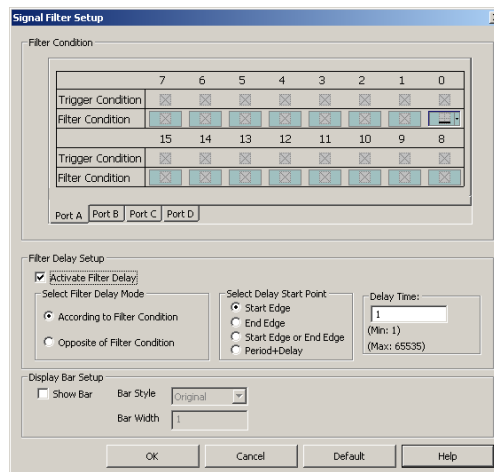 Signal Filter Setup
Filter Condition
7 6 5 4 3 2 1 0
Trigger Condition
Filter Condition
15 14 13 12 11 10 9 8
Trigger Condition
Filter Condition
Port A Port B Port C Port D
Filter Delay Setup
Activate Filter Delay
Select Filter Delay Mode
According to Filter Condition
Opposite of Filter Condition
Select Delay Start Point
Start Edge
End Edge
Start Edge or End Edge
Period+Delay
Delay Time:
1
(Min: 1)
(Max: 65535)
Display Bar Setup
Show Bar
Bar Style Original
Bar Width 1
OK Cancel Default Help